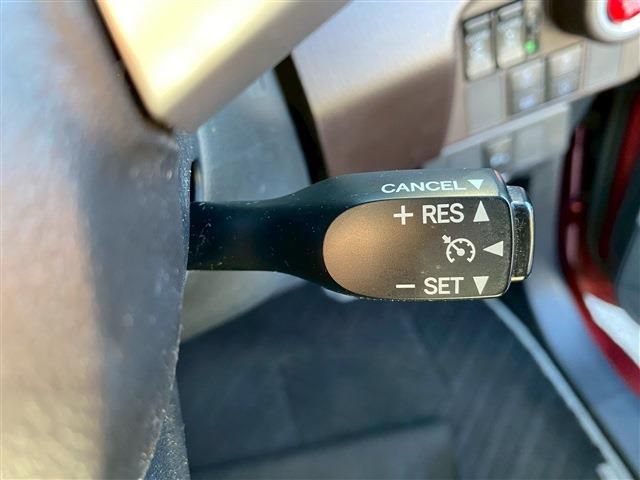 CANCEL ▼
+ RES ▲
◀
− SET ▼